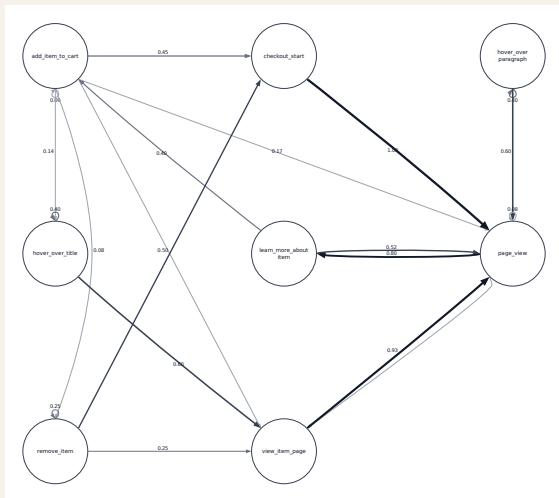 add_item_to_cart
0.45
checkout_start
hover_over
paragraph
0.14
0.40
0.17
0.60
0.40
hover_over_title
0.08
0.50
learn_more_about
item
0.52
0.80
page_view
0.60
0.93
0.25
remove_item
0.25
view_item_page